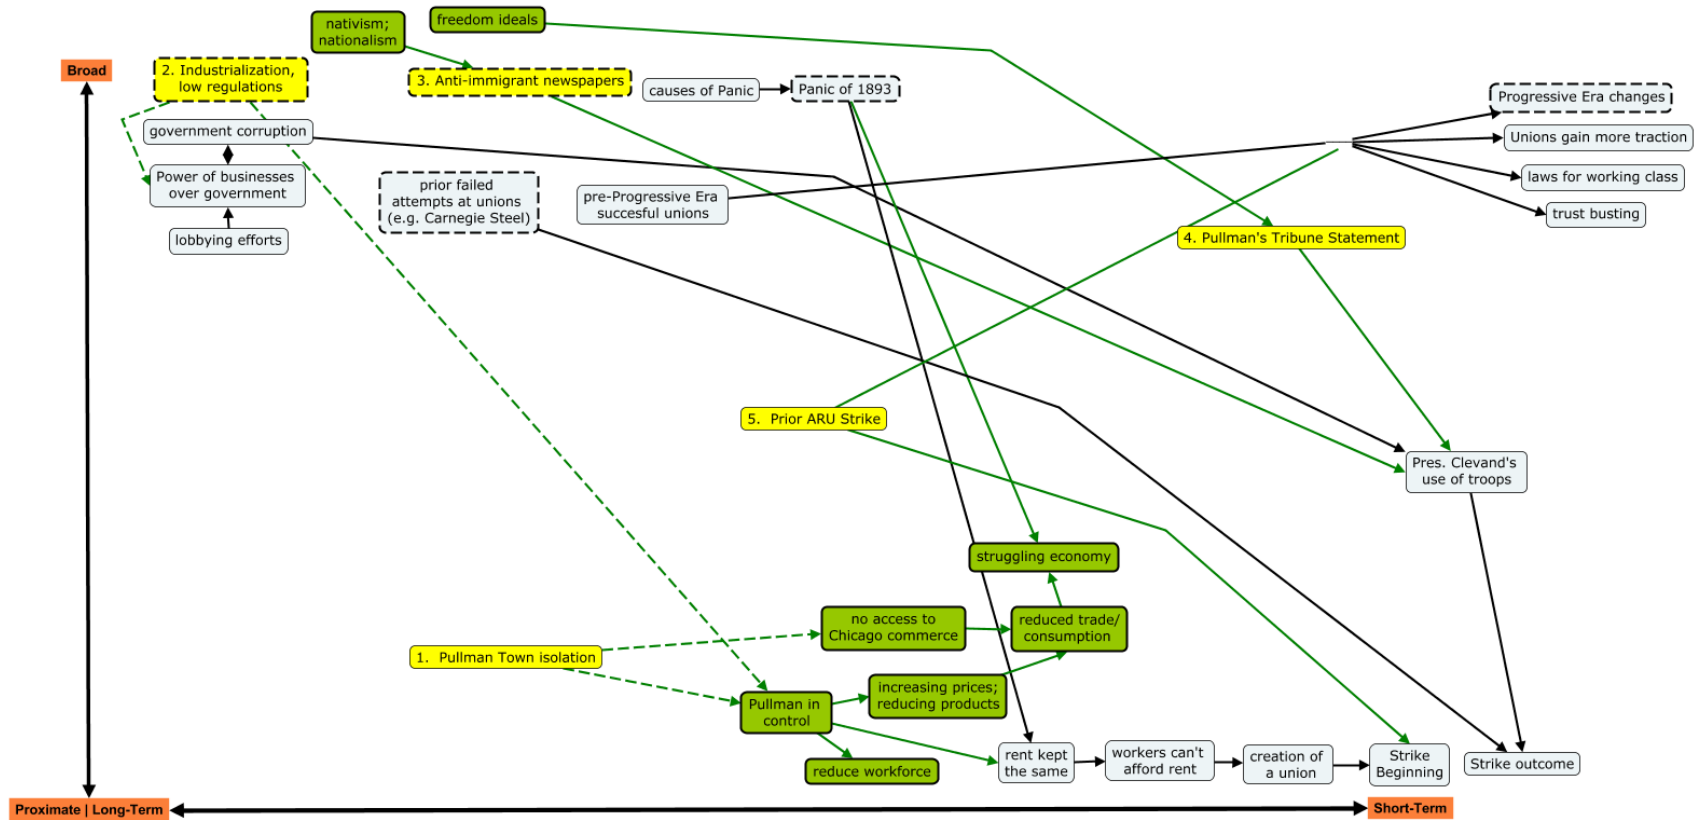 nativism;
nationalism
freedom ideals
Broad
2. Industrialization,
low regulations
3. Anti-immigrant newspapers
causes of Panic
Panic of 1893
Progressive Era changes
government corruption
Unions gain more traction
Power of businesses
over government
prior failed
attempts at unions
(e.g. Carnegie Steel)
pre-Progressive Era
succesful unions
laws for working class
trust busting
lobbying efforts
4. Pullman's Tribune Statement
5. Prior ARU Strike
Pres. Clevand's
use of troops
struggling economy
no access to
Chicago commerce
reduced trade/
consumption
1. Pullman Town isolation
increasing prices;
reducing products
Pullman in
control
rent kept
the same
workers can't
afford rent
creation of
a union
Strike
Beginning
Strike outcome
reduce workforce
Proximate | Long-Term
Short-Term